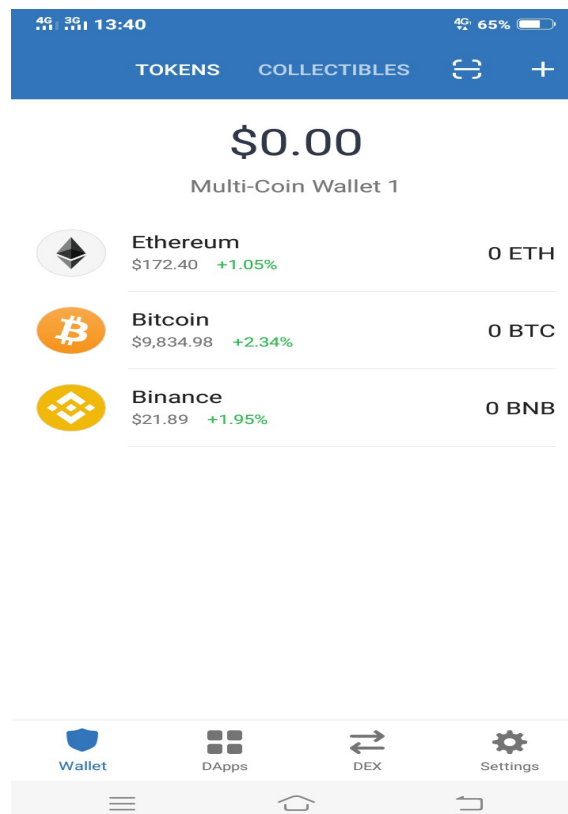 4G 3G 13:40 4G 65%
TOKENS COLLECTIBLES
$0.00
Multi-Coin Wallet 1
Ethereum
$172.40 +1.05%
0 ETH
Bitcoin
$9,834.98 +2.34%
0 BTC
Binance
$21.89 +1.95%
0 BNB
Wallet DApps DEX Settings